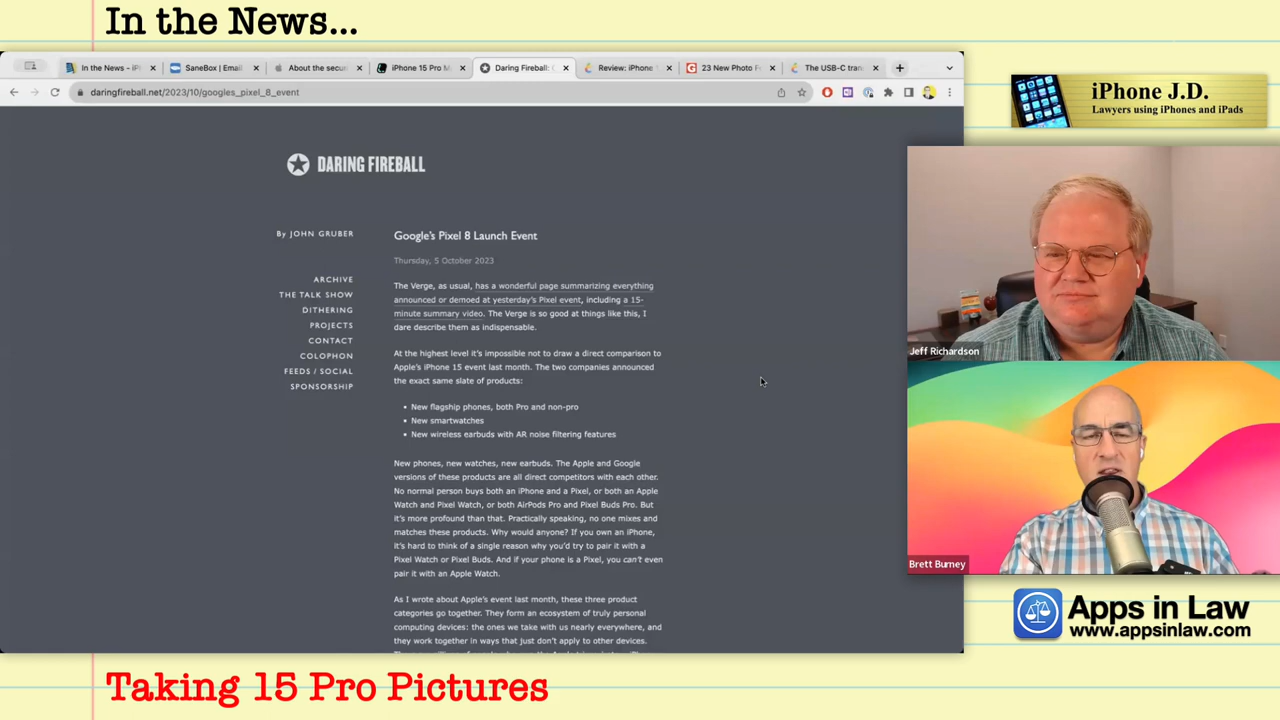 In the News...
In the News - iP
SaneBox | Email
About the secur
iPhone 15 Pro M
Daring Fireball:
Review: iPhone
23 New Photo F
The USB-C tran
daringfireball.net/2023/10/googles_pixel_8_event
iPhone J.D.
Lawyers using iPhones and iPads
DARING FIREBALL
By JOHN GRUBER
ARCHIVE
THE TALK SHOW
DITHERING
PROJECTS
CONTACT
COLOPHON
FEEDS / SOCIAL
SPONSORSHIP
Google's Pixel 8 Launch Event
Thursday, 5 October 2023
The Verge, as usual, has a wonderful page summarizing everything
announced or demoed at yesterday's Pixel event, including a 15-
minute summary video. The Verge is so good at things like this, I
dare describe them as indispensable.
At the highest level it's impossible not to draw a direct comparison to
Apple's iPhone 15 event last month. The two companies announced
the exact same slate of products:
• New flagship phones, both Pro and non-pro
• New smartwatches
• New wireless earbuds with AR noise filtering features
New phones, new watches, new earbuds. The Apple and Google
versions of these products are all direct competitors with each other.
No normal person buys both an iPhone and a Pixel, or both an Apple
Watch and Pixel Watch, or both AirPods Pro and Pixel Buds Pro. But
it's more profound than that. Practically speaking, no one mixes and
matches these products. Why would anyone? If you own an iPhone,
it's hard to think of a single reason why you'd try to pair it with a
Pixel Watch or Pixel Buds. And if your phone is a Pixel, you can't even
pair it with an Apple Watch.
As I wrote about Apple's event last month, these three product
categories go together. They form an ecosystem of truly personal
computing devices: the ones we take with us nearly everywhere, and
they work together in ways that just don't apply to other devices.
Jeff Richardson
Brett Burney
Apps in Law
www.appsinlaw.com
Taking 15 Pro Pictures